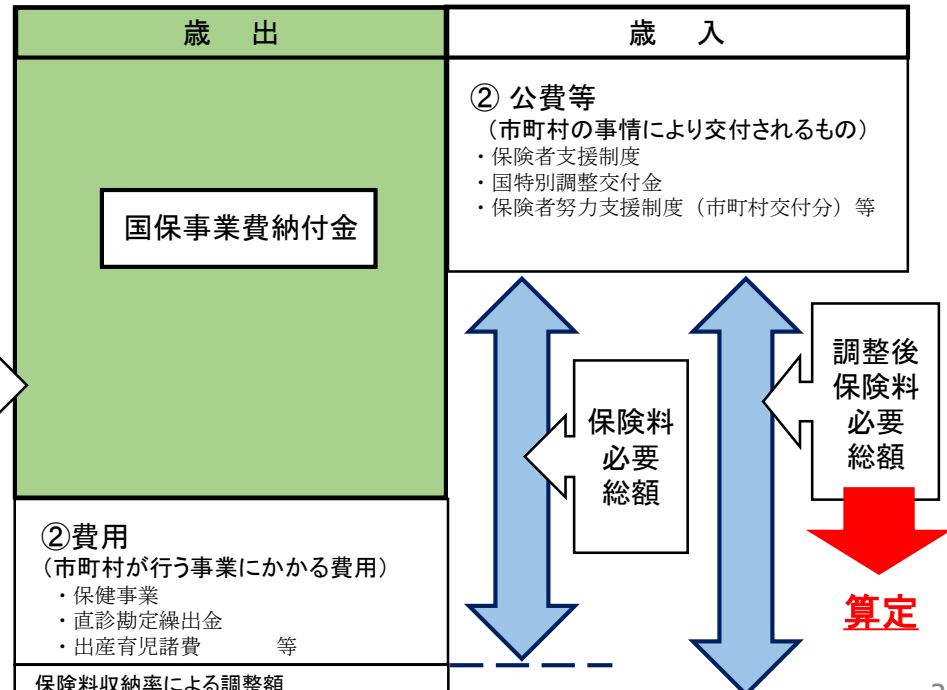 歳 出
歳 入
② 公費等
(市町村の事情により交付されるもの)
・保険者支援制度
・国特別調整交付金
・保険者努力支援制度(市町村交付分)等
国保事業費納付金
保険料
必要
総額
調整後
保険料
必要
総額
算定
②費用
(市町村が行う事業にかかる費用)
・保健事業
・直診勘定繰出金
・出産育児諸費 等
保険料収納率による調整額